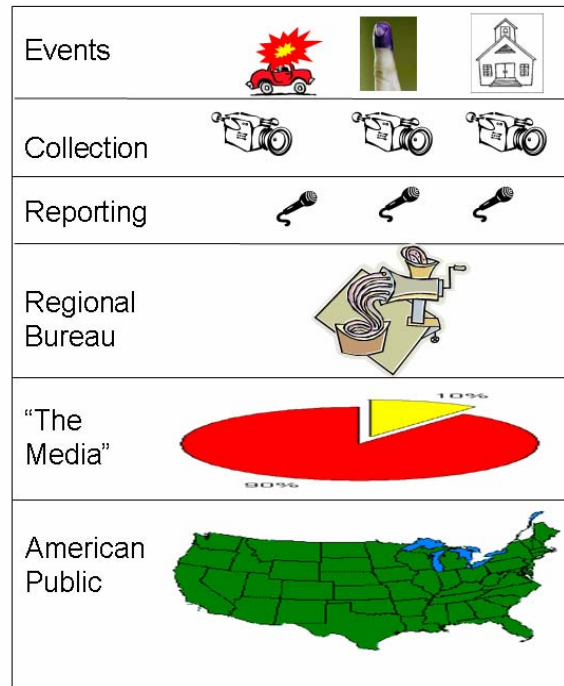 Events
Collection
Reporting
Regional
Bureau
“The
Media”
10%
90%
American
Public